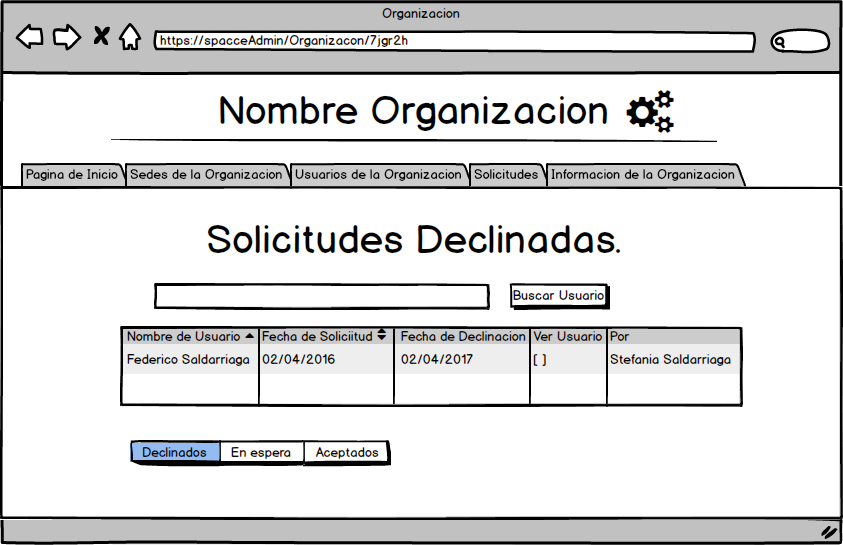 Organizacion
https://spacceAdmin/Organizacon/7jgr2h
Nombre Organizacion
Pagina de Inicio Sedes de la Organizacion Usuarios de la Organizacion Solicitudes Informacion de la Organizacion
Solicitudes Declinadas.
Buscar Usuario
Nombre de Usuario Fecha de Soliciitud Fecha de Declinacion Ver Usuario Por
Federico Saldarriaga 02/04/2016 02/04/2017 [ ] Stefania Saldarriaga
Declinados En espera Aceptados